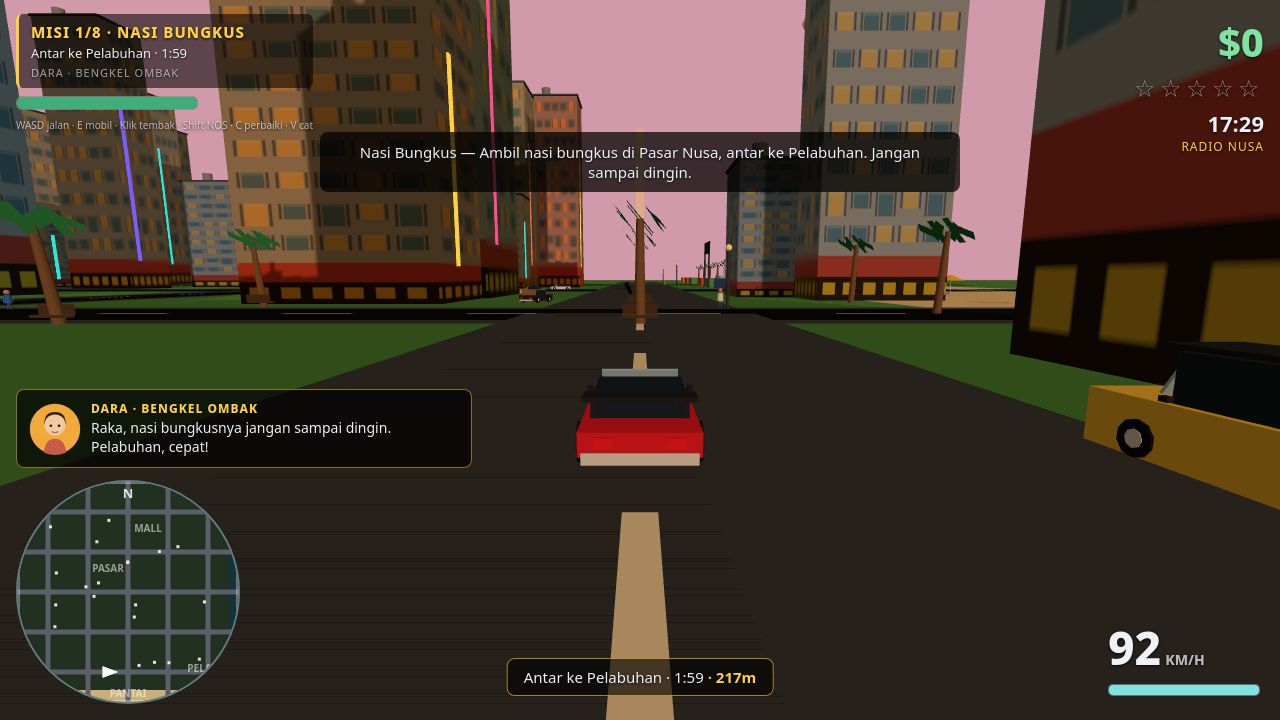 MISI 1/8 · NASI BUNGKUS
Antar ke Pelabuhan · 1:59
DARA · BENGKEL OMBAK
WASD jalan · E mobil · Klik tembak · Shift NOS · C perbaiki · V cat
$0
17:29
RADIO NUSA
Nasi Bungkus — Ambil nasi bungkus di Pasar Nusa, antar ke Pelabuhan. Jangan
sampai dingin.
DARA · BENGKEL OMBAK
Raka, nasi bungkusnya jangan sampai dingin.
Pelabuhan, cepat!
N
MALL
PASAR
PEL
PANTAI
Antar ke Pelabuhan · 1:59 · 217m
92 KM/H